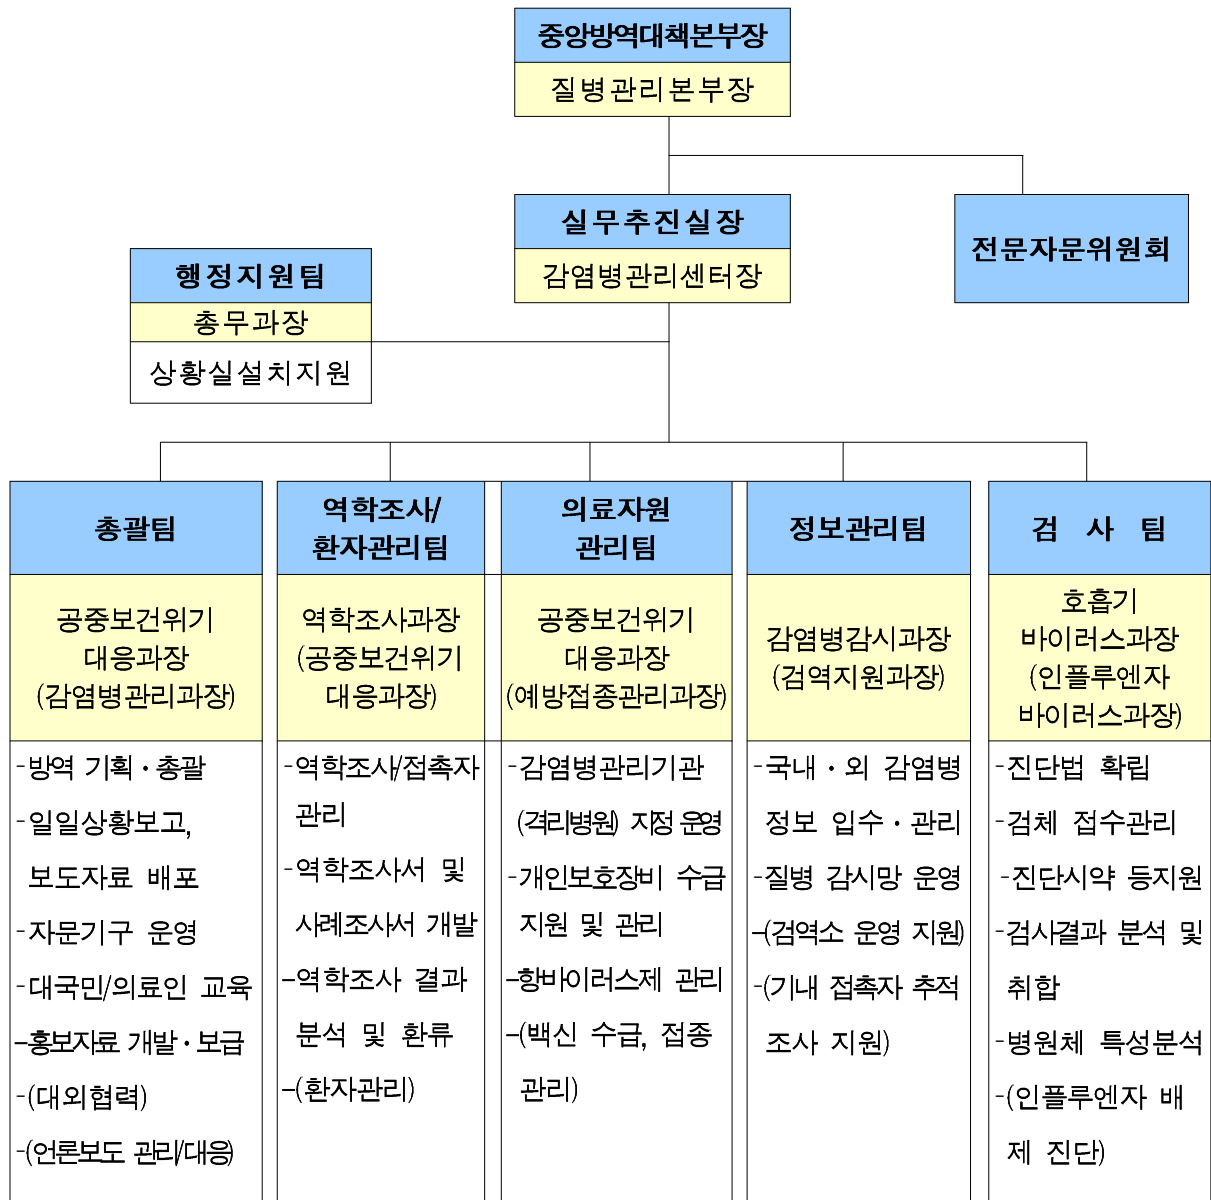 중앙방역대책본부장
질병관리본부장
실무추진실장
감염병관리센터장
전문자문위원회
행정지원팀
총무과장
상황실설치지원
총괄팀
공중보건위기
대응과장
(감염병관리과장)
-방역 기획·총괄
-일일상황보고,
보도자료 배포
-자문기구 운영
-대국민/의료인 교육
-홍보자료 개발·보급
-(대외협력)
-(언론보도 관리/대응)
역학조사/
환자관리팀
역학조사과장
(공중보건위기
대응과장)
-역학조사/접촉자
관리
-역학조사서 및
사례조사서 개발
-역학조사 결과
분석 및 환류
-(환자관리)
의료자원
관리팀
공중보건위기
대응과장
(예방접종관리과장)
-감염병관리기관
(격리병원) 지정 운영
-개인보호장비 수급
지원 및 관리
-항바이러스제 관리
-(백신 수급, 접종
관리)
정보관리팀
감염병감시과장
(검역지원과장)
-국내·외 감염병
정보 입수·관리
-질병 감시망 운영
-(검역소 운영 지원)
-(기내 접촉자 추적
조사 지원)
검 사 팀
호흡기
바이러스과장
(인플루엔자
바이러스과장)
-진단법 확립
-검체 접수관리
-진단시약 등지원
-검사결과 분석 및
취합
-병원체 특성분석
-(인플루엔자 배
제 진단)